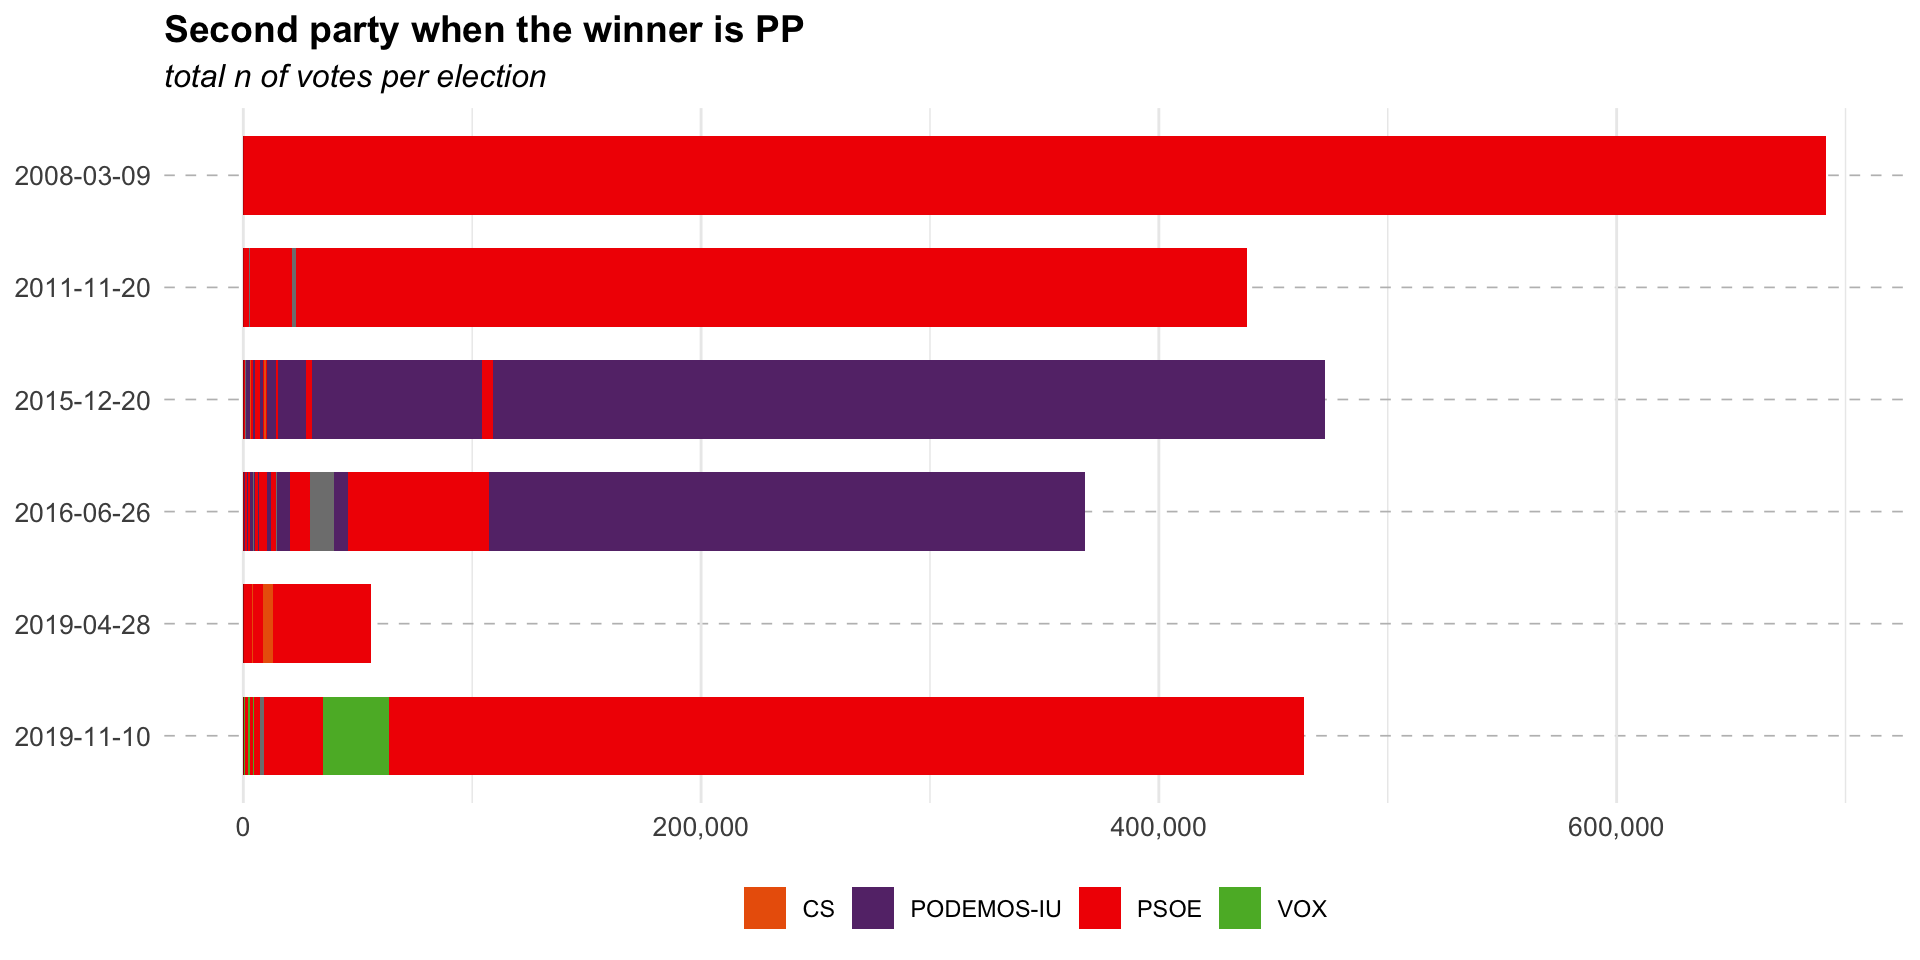 Second party when the winner is PP
total n of votes per election
2008-03-09
2011-11-20
2015-12-20
2016-06-26
2019-04-28
2019-11-10
0 200,000 400,000 600,000
CS PODEMOS-IU PSOE VOX